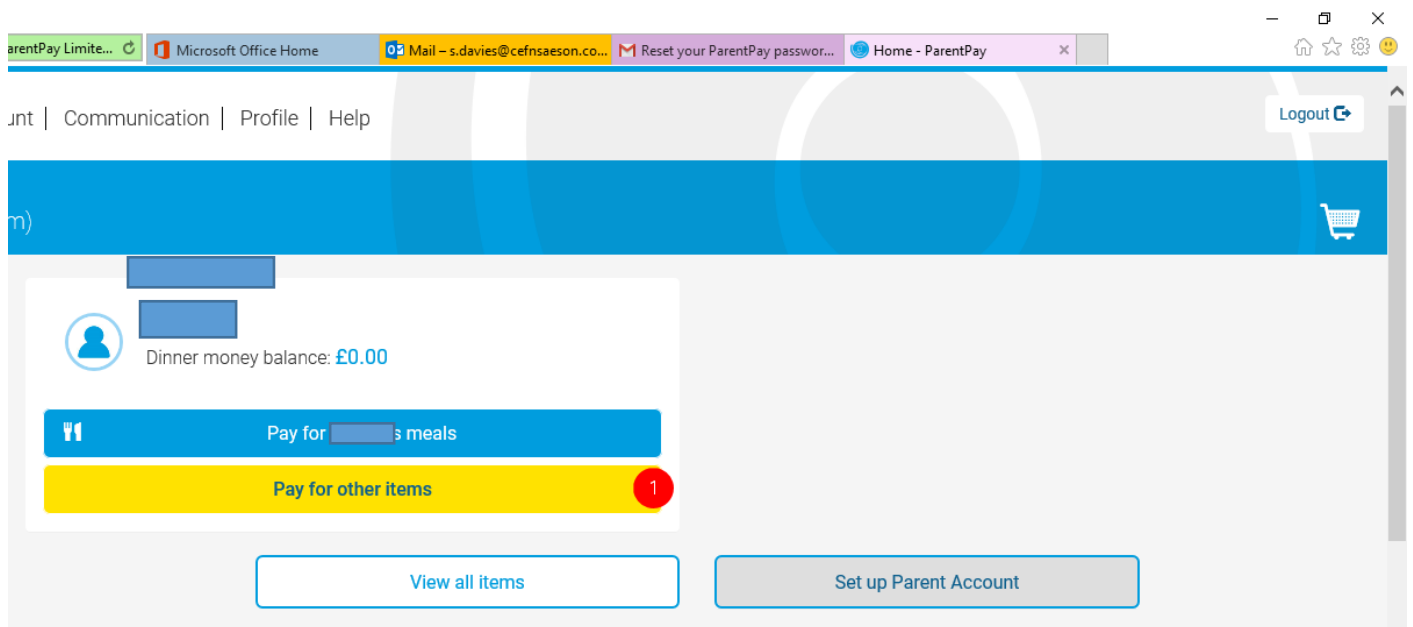 arentPay Limite...
Microsoft Office Home
Mail – s.davies@cefnsaeson.co...
Reset your ParentPay passwor...
Home - ParentPay
unt | Communication | Profile | Help
Logout
m)
Dinner money balance: £0.00
Pay for s meals
Pay for other items
1
View all items
Set up Parent Account